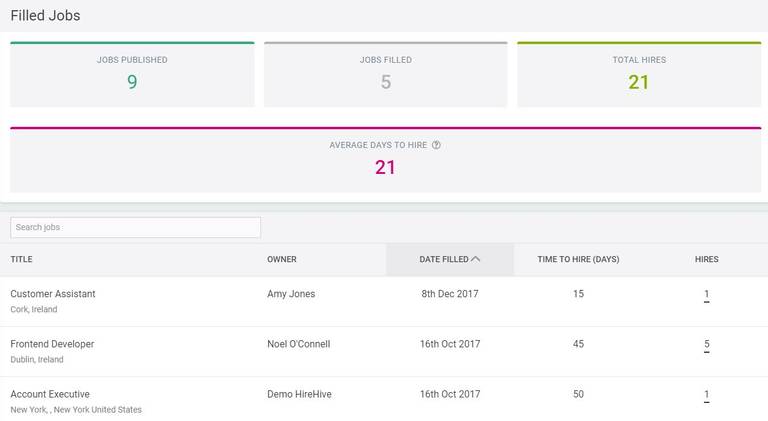 Filled Jobs
JOBS PUBLISHED
9
JOBS FILLED
5
TOTAL HIRES
21
AVERAGE DAYS TO HIRE ?
21
Search jobs
TITLE OWNER DATE FILLED TIME TO HIRE (DAYS) HIRES
Customer Assistant Amy Jones 8th Dec 2017 15 1
Cork, Ireland
Frontend Developer Noel O'Connell 16th Oct 2017 45 5
Dublin, Ireland
Account Executive Demo HireHive 16th Oct 2017 50 1
New York, , New York United States